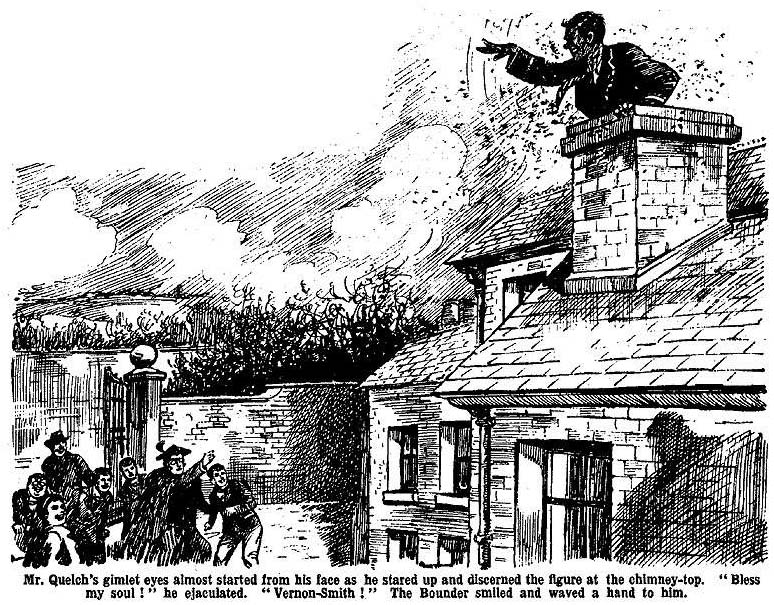 Mr. Quelch's gimlet eyes almost started from his face as he stared up and discerned the figure at the chimney-top. "Bless
my soul!" he ejaculated. "Vernon-Smith!" The Bounder smiled and waved a hand to him.